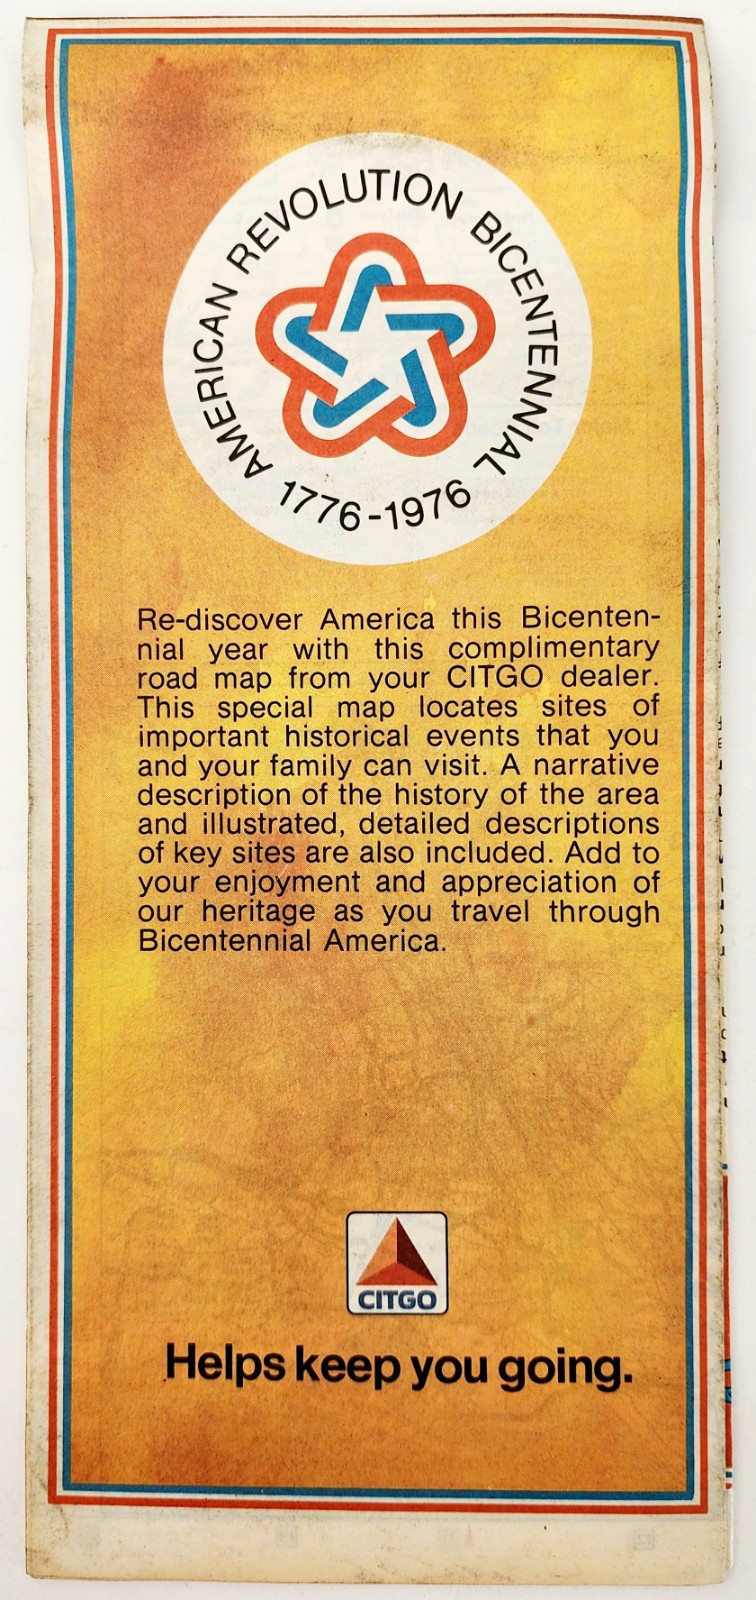 AMERICAN REVOLUTION BICENTENNIAL
1776-1976
Re-discover America this Bicenten-
nial year with this complimentary
road map from your CITGO dealer.
This special map locates sites of
important historical events that you
and your family can visit. A narrative
description of the history of the area
and illustrated, detailed descriptions
of key sites are also included. Add to
your enjoyment and appreciation of
our heritage as you travel through
Bicentennial America.
CITGO
Helps keep you going.